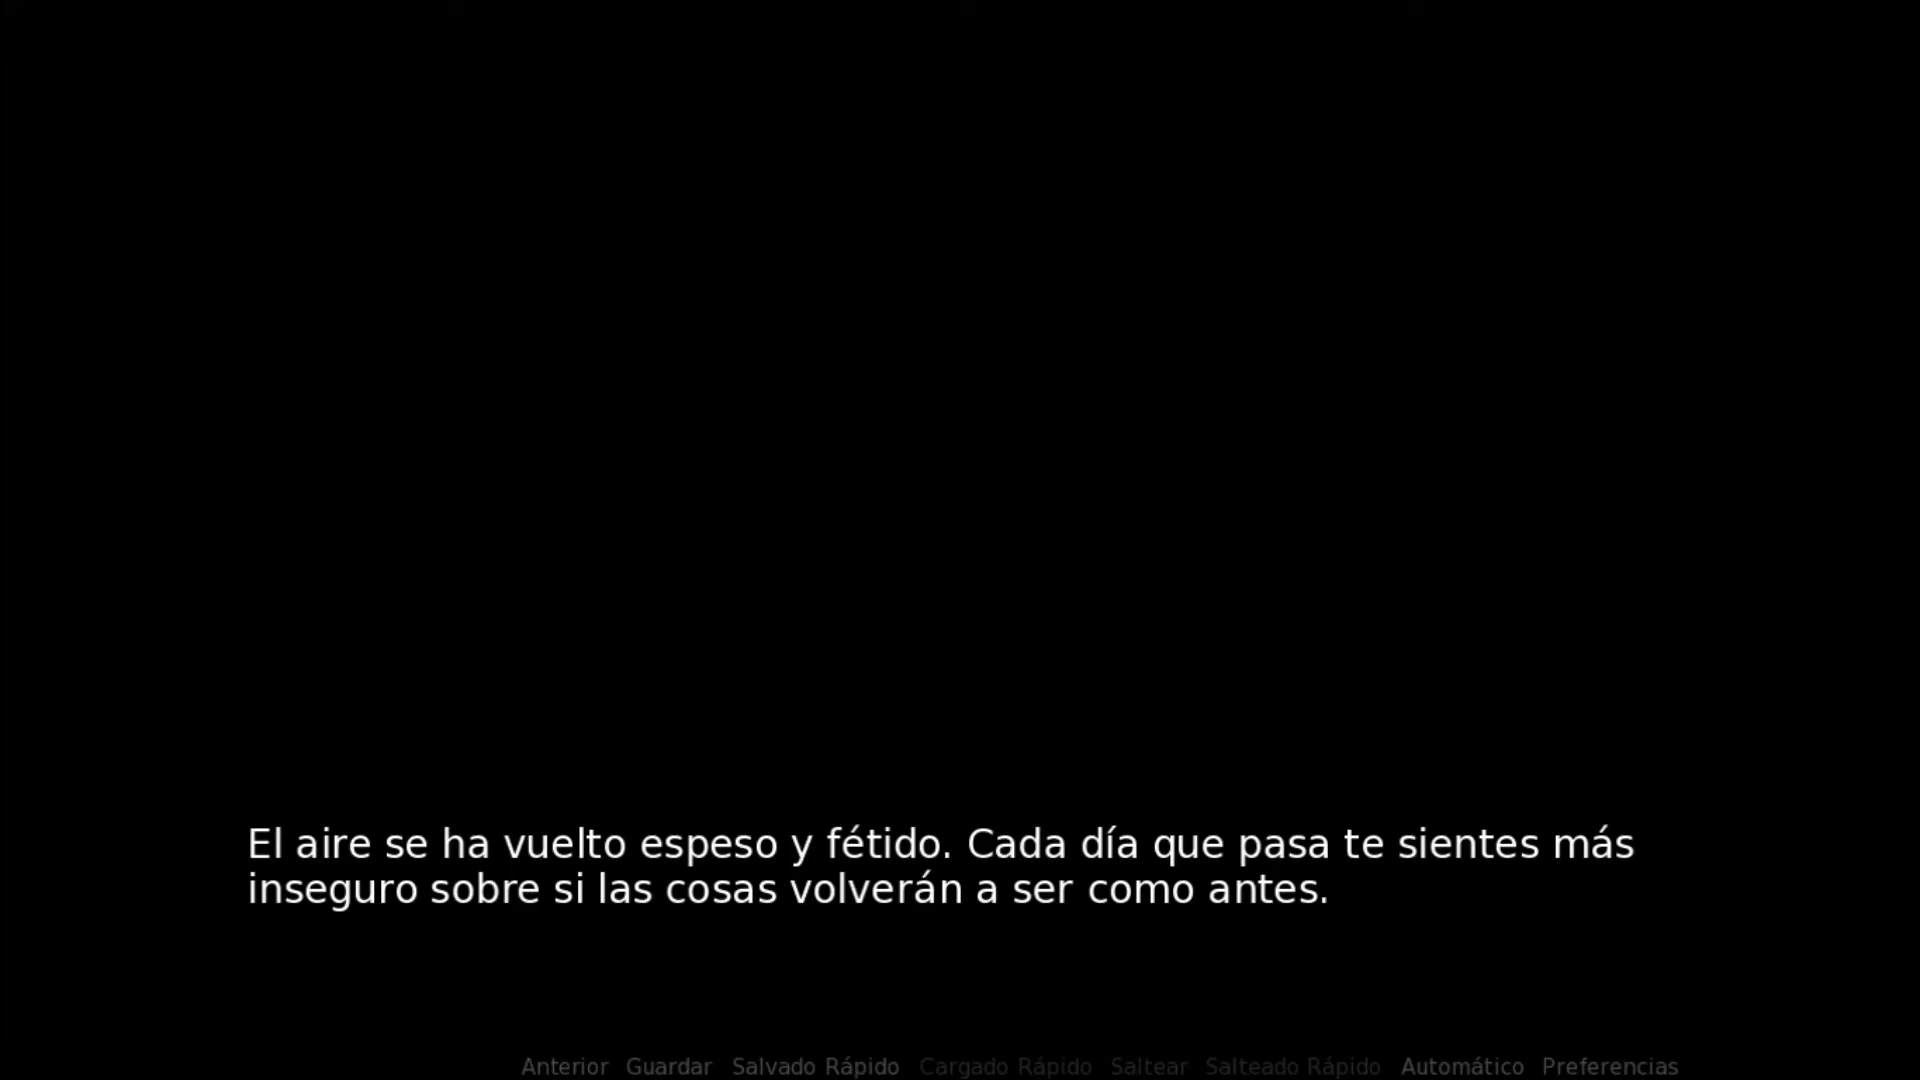 El aire se ha vuelto espeso y fétido. Cada día que pasa te sientes más
inseguro sobre si las cosas volverán a ser como antes.
Anterior Guardar Salvado Rápido Cargado Rápido Saltear Salteado Rápido Automático Preferencias